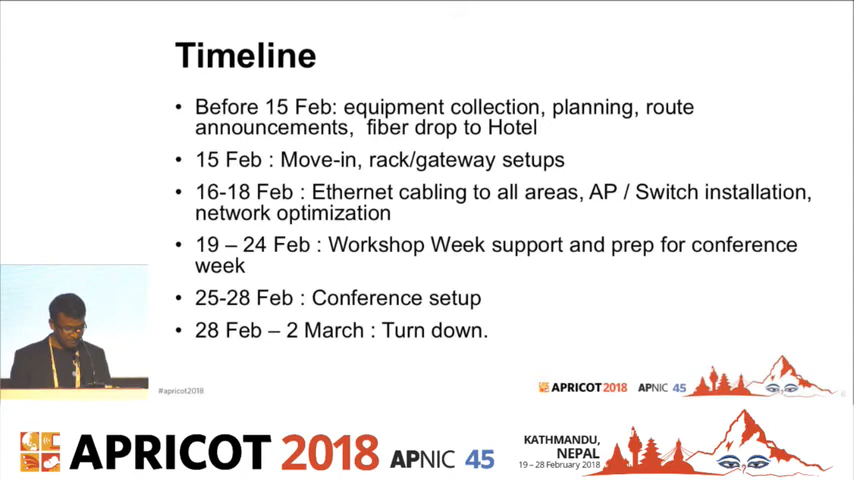 Timeline
• Before 15 Feb: equipment collection, planning, route
announcements,  fiber drop to Hotel
• 15 Feb : Move-in, rack/gateway setups
• 16-18 Feb : Ethernet cabling to all areas, AP / Switch installation,
network optimization
• 19 – 24 Feb : Workshop Week support and prep for conference
week
• 25-28 Feb : Conference setup
• 28 Feb – 2 March : Turn down.
#apricot2018
APRICOT 2018 APNIC 45
6
APRICOT 2018 APNIC 45
KATHMANDU,
NEPAL
19 – 28 February 2018